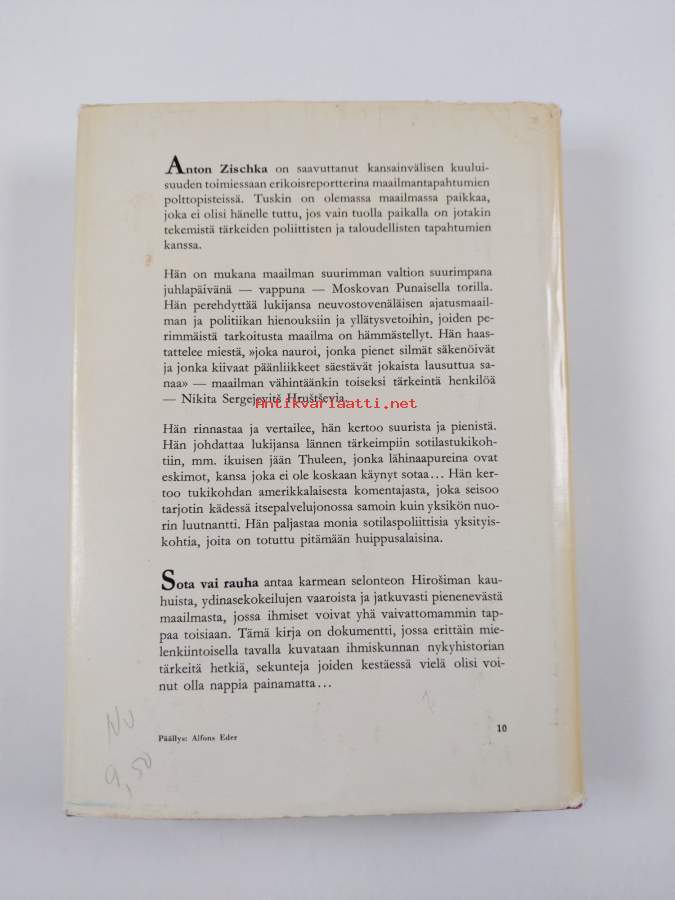 Anton Zischka on saavuttanut kansainvälisen kuului-
suuden toimiessaan erikoisreportterina maailmantapahtumien
polttopisteissä. Tuskin on olemassa maailmassa paikkaa,
joka ei olisi hänelle tuttu, jos vain tuolla paikalla on jotakin
tekemistä tärkeiden poliittisten ja taloudellisten tapahtumien
kanssa.
Hän on mukana maailman suurimman valtion suurimpana
juhlapäivänä — vappuna — Moskovan Punaisella torilla.
Hän perehdyttää lukijansa neuvostovenäläisen ajatusmaail-
man ja politiikan hienouksiin ja yllätysvetoihin, joiden pe-
rimmäistä tarkoitusta maailma on hämmästellyt. Hän haas-
tattelee miestä, »joka nauroi, jonka pienet silmät säkenöivät
ja jonka kiivaat päänliikkeet säestävät jokaista lausuttua sa-
naa» — maailman vähintäänkin toiseksi tärkeintä henkilöä
— Nikita Sergejevitš Hruštševia.
antikvariaatti.net
Hän rinnastaa ja vertailee, hän kertoo suurista ja pienistä.
Hän johdattaa lukijansa lännen tärkeimpiin sotilastukikoh-
tiin, mm. ikuisen jään Thuleen, jonka lähinaapureina ovat
eskimot, kansa joka ei ole koskaan käynyt sotaa... Hän ker-
too tukikohdan amerikkalaisesta komentajasta, joka seisoo
tarjotin kädessä itsepalvelujonossa samoin kuin yksikön nuo-
rin luutnantti. Hän paljastaa monia sotilaspoliittisia yksityis-
kohtia, joita on totuttu pitämään huippusalaisina.
Sota vai rauha antaa karmean selonteon Hirošiman kau-
huista, ydinasekokeilujen vaaroista ja jatkuvasti pienenevästä
maailmasta, jossa ihmiset voivat yhä vaivattomammin tap-
paa toisiaan. Tämä kirja on dokumentti, jossa erittäin mie-
lenkiintoisella tavalla kuvataan ihmiskunnan nykyhistorian
tärkeitä hetkiä, sekunteja joiden kestäessä vielä olisi voi-
nut olla nappia painamatta...
Päällys: Alfons Eder
10
9,50